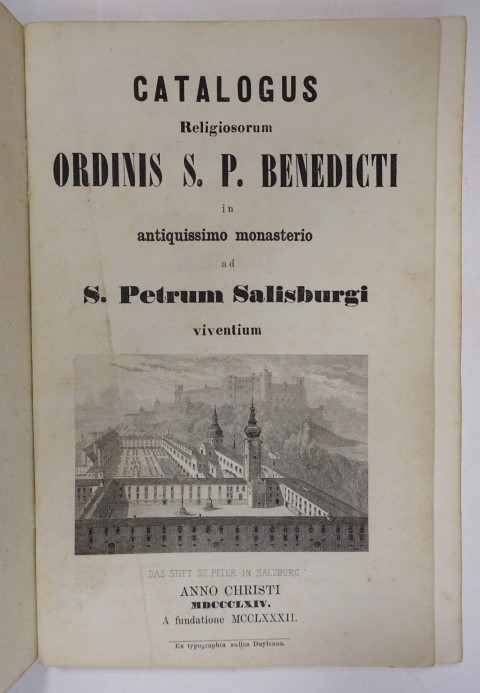 CATALOGUS
Religiosorum
ORDINIS S. P. BENEDICTI
in
antiquissimo monasterio
ad
S. Petrum Salisburgi
viventium
DAS STIFT ST PETER IN SALZBURG
ANNO CHRISTI
MDCCCLXIV.
A fundatione MCCLXXXII.
Ex typographia aulica Duyleana.